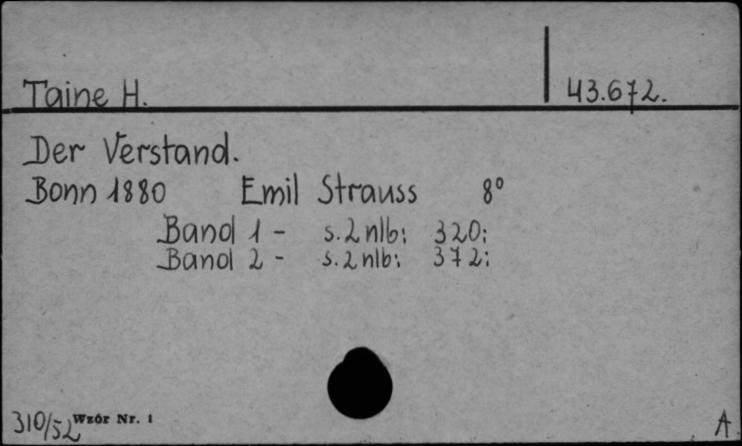 Taine H. 43.672.
Der Verstand.
Bonn 1880 Emil Strauss 8°
Band 1 - s. 2 nlb; 320;
Band 2 - s. 2 nlb; 372;
310/52 Wzór Nr. 1 A.